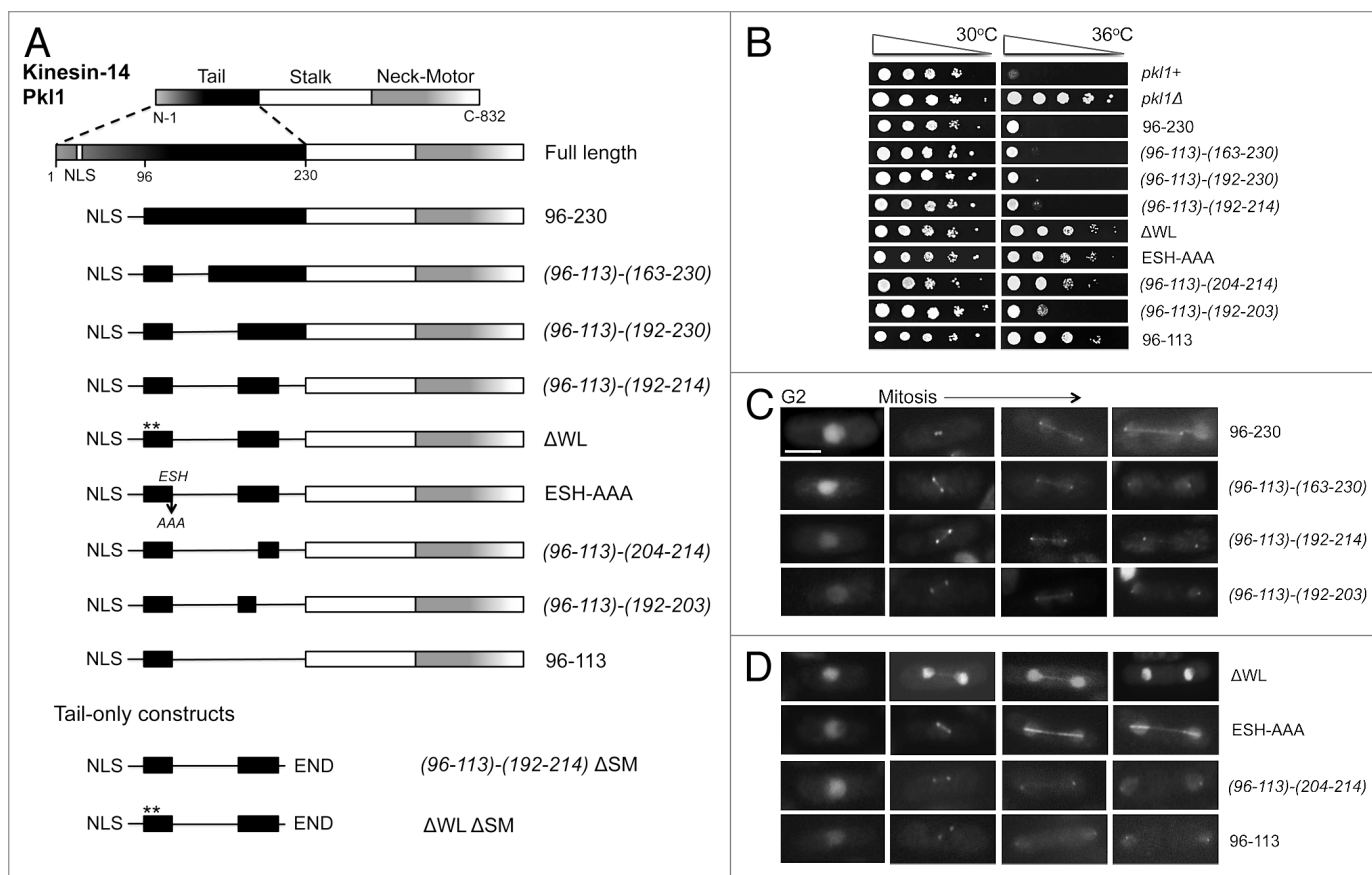 A
Kinesin-14
Pkl1
Tail Stalk Neck-Motor
N-1 C-832
Full length
1 NLS 96 230
NLS 96-230
NLS (96-113)-(163-230)
NLS (96-113)-(192-230)
NLS (96-113)-(192-214)
**
NLS ΔWL
ESH
NLS ESH-AAA
AAA
NLS (96-113)-(204-214)
NLS (96-113)-(192-203)
NLS 96-113
Tail-only constructs
NLS END (96-113)-(192-214) ΔSM
**
NLS END ΔWL ΔSM
B
30°C 36°C
pkl1+
pkl1Δ
96-230
(96-113)-(163-230)
(96-113)-(192-230)
(96-113)-(192-214)
ΔWL
ESH-AAA
(96-113)-(204-214)
(96-113)-(192-203)
96-113
C
G2 Mitosis
96-230
(96-113)-(163-230)
(96-113)-(192-214)
(96-113)-(192-203)
D
ΔWL
ESH-AAA
(96-113)-(204-214)
96-113